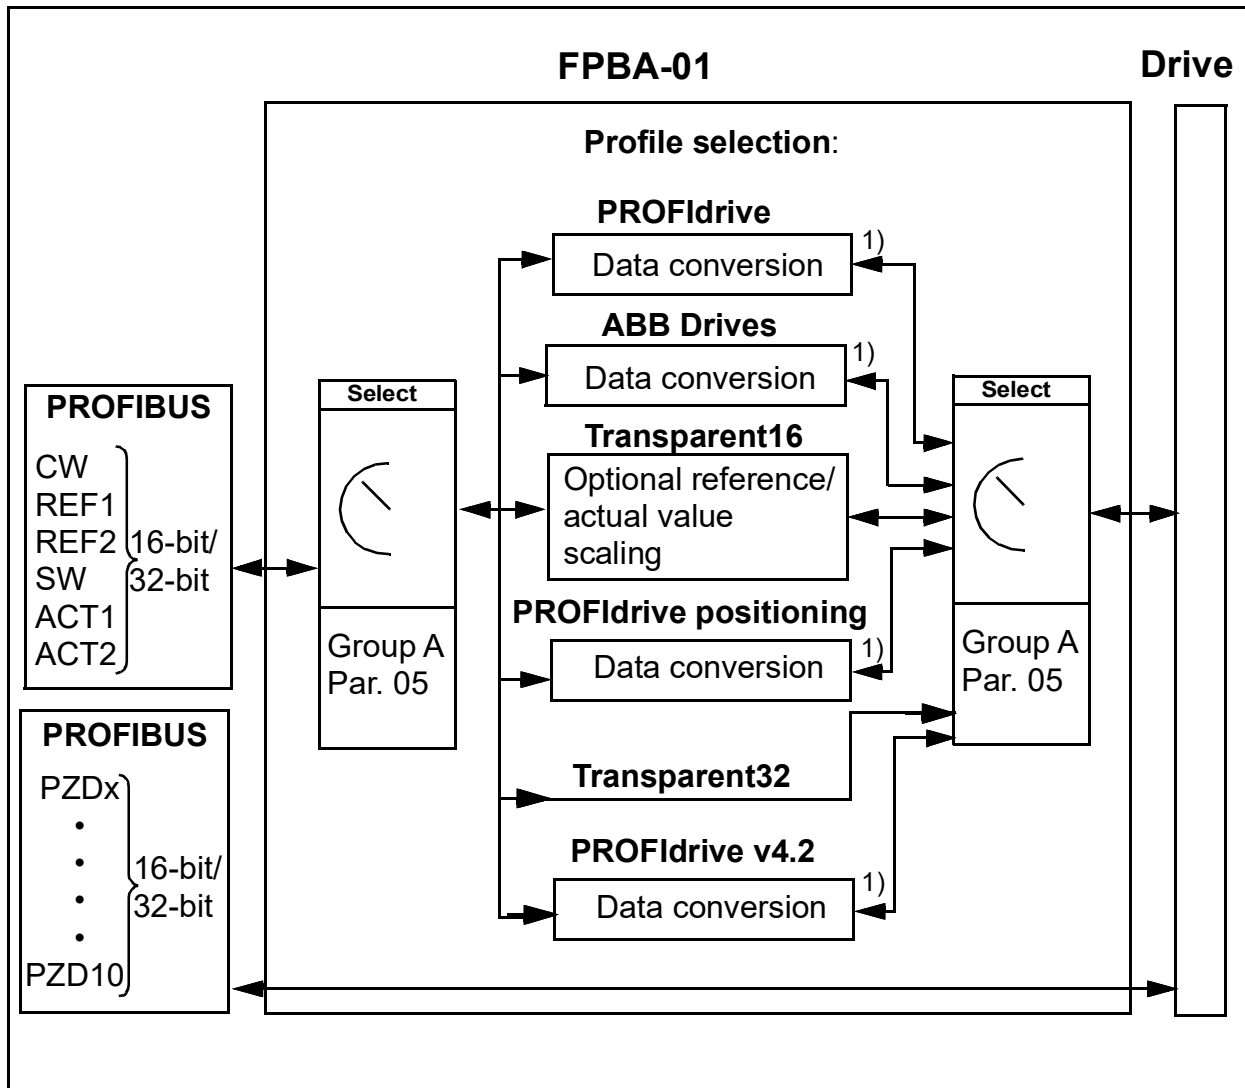 FPBA-01
Drive
Profile selection:
PROFIdrive
Data conversion
1)
ABB Drives
Data conversion
1)
Transparent16
Optional reference/
actual value
scaling
PROFIdrive positioning
Data conversion
1)
Transparent32
PROFIdrive v4.2
Data conversion
1)
Select
Group A
Par. 05
Select
Group A
Par. 05
PROFIBUS
CW
REF1
REF2
SW
ACT1
ACT2
16-bit/
32-bit
PROFIBUS
PZDx
•
•
•
•
PZD10
16-bit/
32-bit